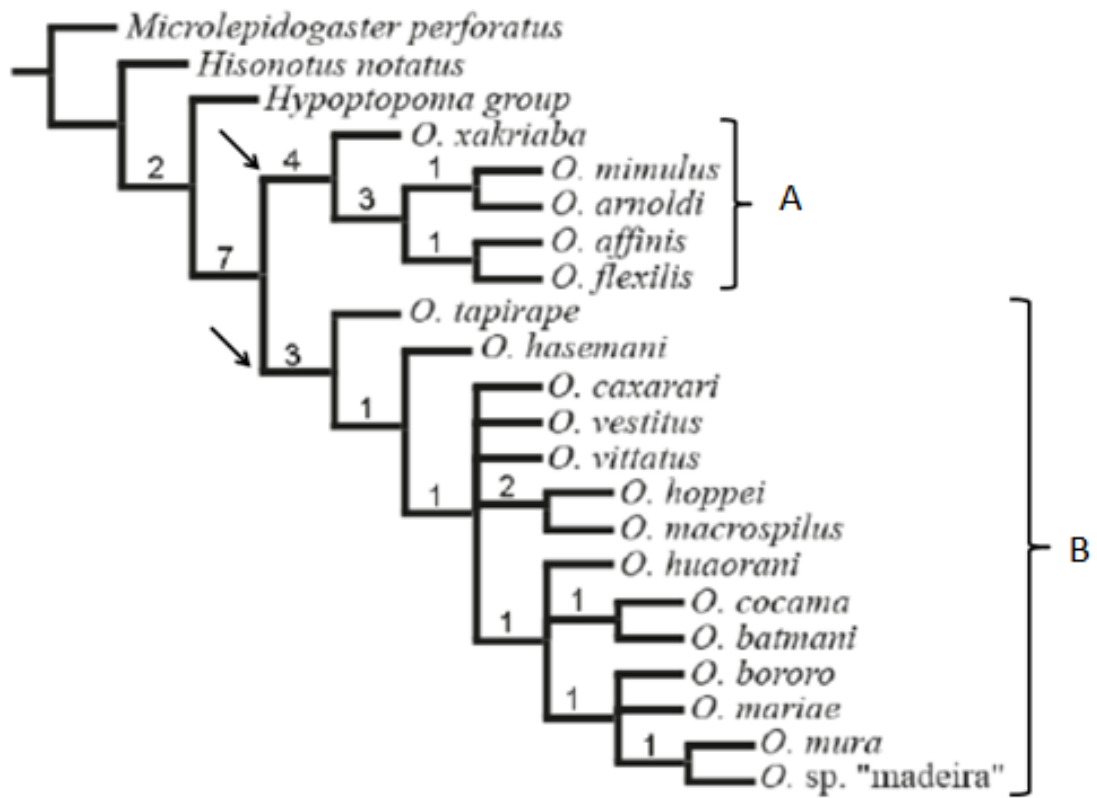 Microlepidogaster perforatus
Hisonotus notatus
Hypoptopoma group
O. xakriaba
4
1
O. mimulus
2
3
O. arnoldi
A
1
O. affinis
7
O. flexilis
O. tapirape
3
O. hasemani
O. caxarari
1
O. vestitus
O. vittatus
1
2
O. hoppei
O. macrospilus
B
O. huaorani
1
O. cocama
1
O. batmani
O. bororo
1
O. mariae
1
O. mura
O. sp. "madeira"